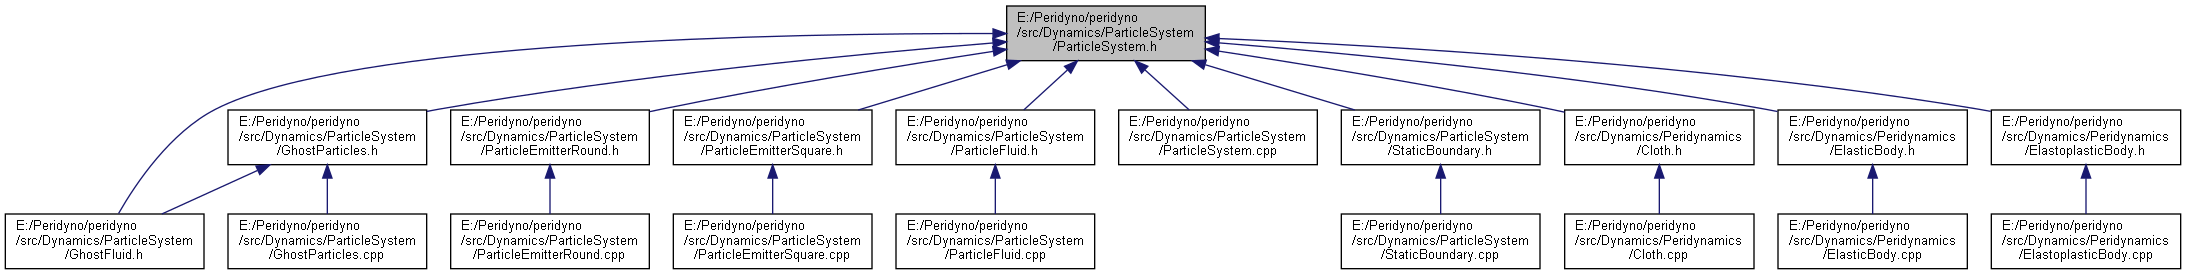 E:/Peridyno/peridyno
/src/Dynamics/ParticleSystem
/ParticleSystem.h
E:/Peridyno/peridyno
/src/Dynamics/ParticleSystem
/GhostParticles.h
E:/Peridyno/peridyno
/src/Dynamics/ParticleSystem
/ParticleEmitterRound.h
E:/Peridyno/peridyno
/src/Dynamics/ParticleSystem
/ParticleEmitterSquare.h
E:/Peridyno/peridyno
/src/Dynamics/ParticleSystem
/ParticleFluid.h
E:/Peridyno/peridyno
/src/Dynamics/ParticleSystem
/ParticleSystem.cpp
E:/Peridyno/peridyno
/src/Dynamics/ParticleSystem
/StaticBoundary.h
E:/Peridyno/peridyno
/src/Dynamics/Peridynamics
/Cloth.h
E:/Peridyno/peridyno
/src/Dynamics/Peridynamics
/ElasticBody.h
E:/Peridyno/peridyno
/src/Dynamics/Peridynamics
/ElastoplasticBody.h
E:/Peridyno/peridyno
/src/Dynamics/ParticleSystem
/GhostFluid.h
E:/Peridyno/peridyno
/src/Dynamics/ParticleSystem
/GhostParticles.cpp
E:/Peridyno/peridyno
/src/Dynamics/ParticleSystem
/ParticleEmitterRound.cpp
E:/Peridyno/peridyno
/src/Dynamics/ParticleSystem
/ParticleEmitterSquare.cpp
E:/Peridyno/peridyno
/src/Dynamics/ParticleSystem
/ParticleFluid.cpp
E:/Peridyno/peridyno
/src/Dynamics/ParticleSystem
/StaticBoundary.cpp
E:/Peridyno/peridyno
/src/Dynamics/Peridynamics
/Cloth.cpp
E:/Peridyno/peridyno
/src/Dynamics/Peridynamics
/ElasticBody.cpp
E:/Peridyno/peridyno
/src/Dynamics/Peridynamics
/ElastoplasticBody.cpp